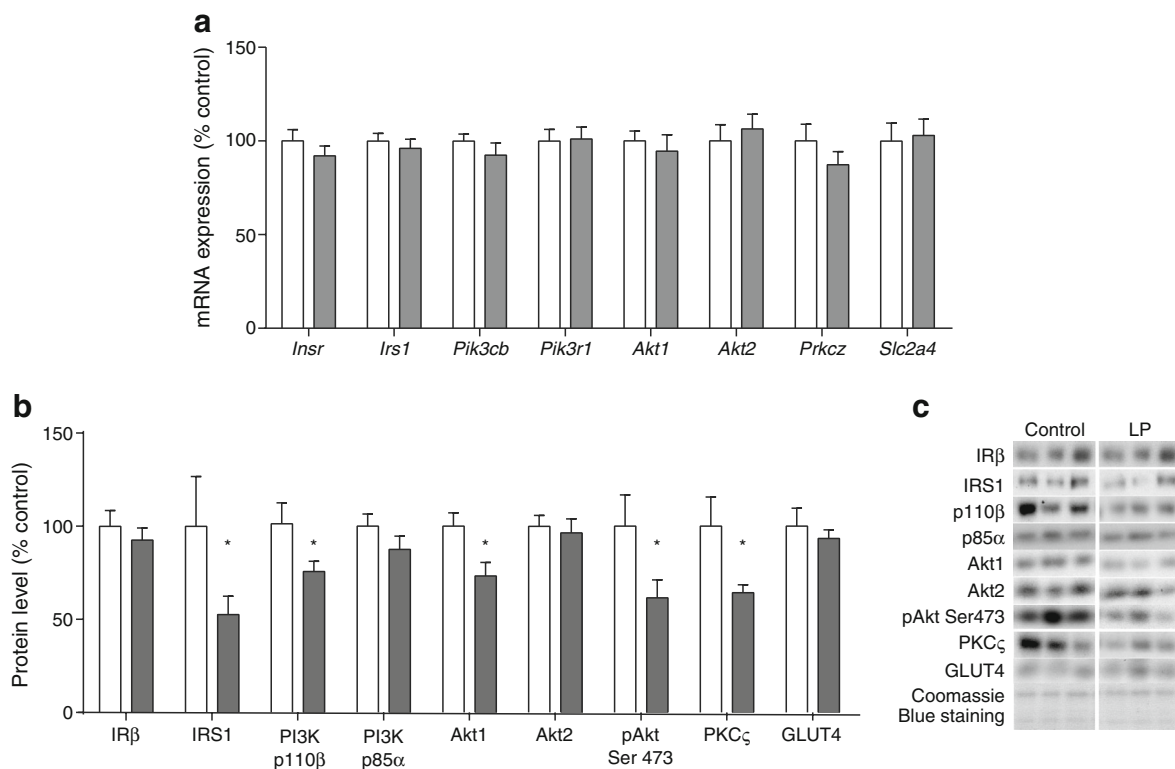 a
150
100
50
0
mRNA expression (% control)
Insr Irs1 Pik3cb Pik3r1 Akt1 Akt2 Prkcz Slc2a4
b
150
100
50
0
Protein level (% control)
* * * * *
IRβ IRS1 PI3K PI3K Akt1 Akt2 pAkt PKCς GLUT4
p110β p85α Ser 473
c
Control LP
IRβ
IRS1
p110β
p85α
Akt1
Akt2
pAkt Ser473
PKCς
GLUT4
Coomassie
Blue staining